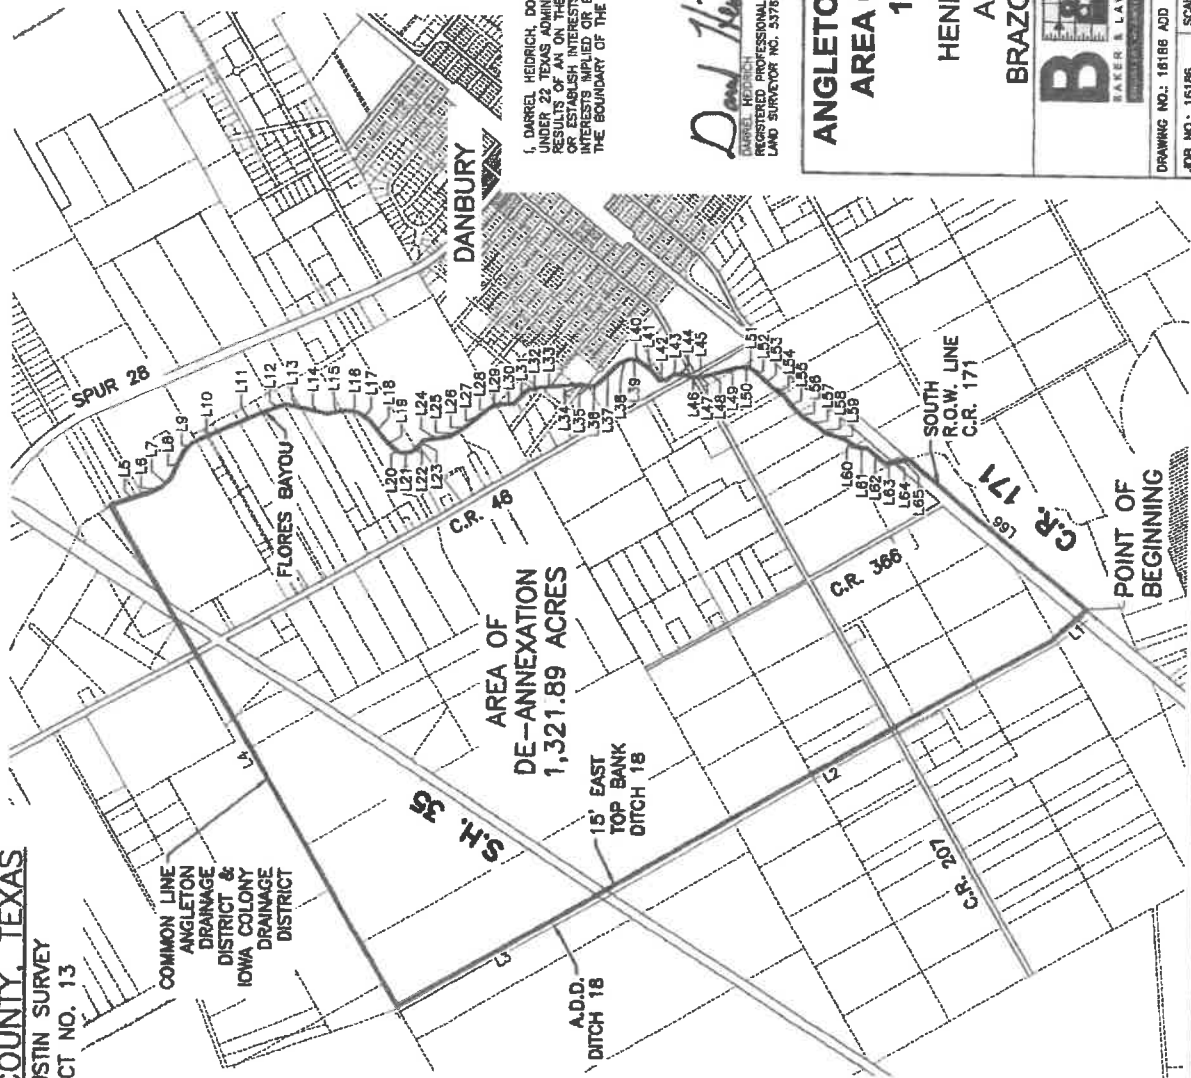 COUNTY, TEXAS
STIN SURVEY
CT NO. 13
COMMON LINE
ANGLETON
DRAINAGE
DISTRICT &
IOWA COLONY
DRAINAGE
DISTRICT
SPUR 28
DANBURY
FLORES BAYOU
C.R. 46
AREA OF
DE-ANNEXATION
1,321.89 ACRES
S.H. 35
15' EAST
TOP BANK
DITCH 18
A.D.D.
DITCH 18
C.R. 207
C.R. 366
SOUTH
R.O.W. LINE
C.R. 171
C.R. 171
POINT OF
BEGINNING
L1
L2
L3
L4
L5
L6
L7
L8
L9
L10
L11
L12
L13
L14
L15
L16
L17
L18
L19
L20
L21
L22
L23
L24
L25
L26
L27
L28
L29
L30
L31
L32
L33
L34
L35
L36
L37
L38
L39
L40
L41
L42
L43
L44
L45
L46
L47
L48
L49
L50
L51
L52
L53
L54
L55
L56
L57
L58
L59
L60
L61
L62
L63
L64
L65
L66
I, DARREL HEIDRICH, DO
UNDER 22 TEXAS ADMIN
RESULTS OF AN ON THE
OR ESTABLISH INTERESTS
INTERESTS IMPLIED OR E
THE BOUNDARY OF THE
DARREL HEIDRICH
REGISTERED PROFESSIONAL
LAND SURVEYOR NO. 5378
ANGLETO
AREA
1
HEN
A
BRAZO
B
BAKER & LAW
DRAWING NO.: 16186 ADD
JOB NO.: 16186
SCA